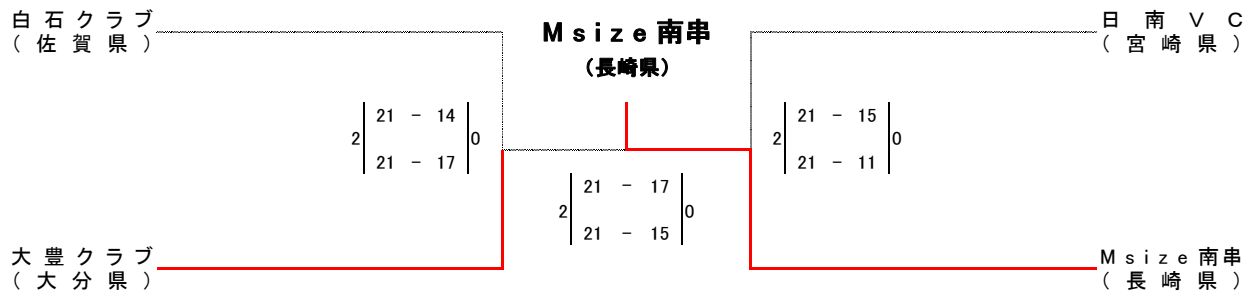 白石クラブ
(佐賀県)
Msize南串
(長崎県)
日南VC
(宮崎県)
2 21 - 14 0
21 - 17
2 21 - 15 0
21 - 11
2 21 - 17 0
21 - 15
大豊クラブ
(大分県)
Msize南串
(長崎県)